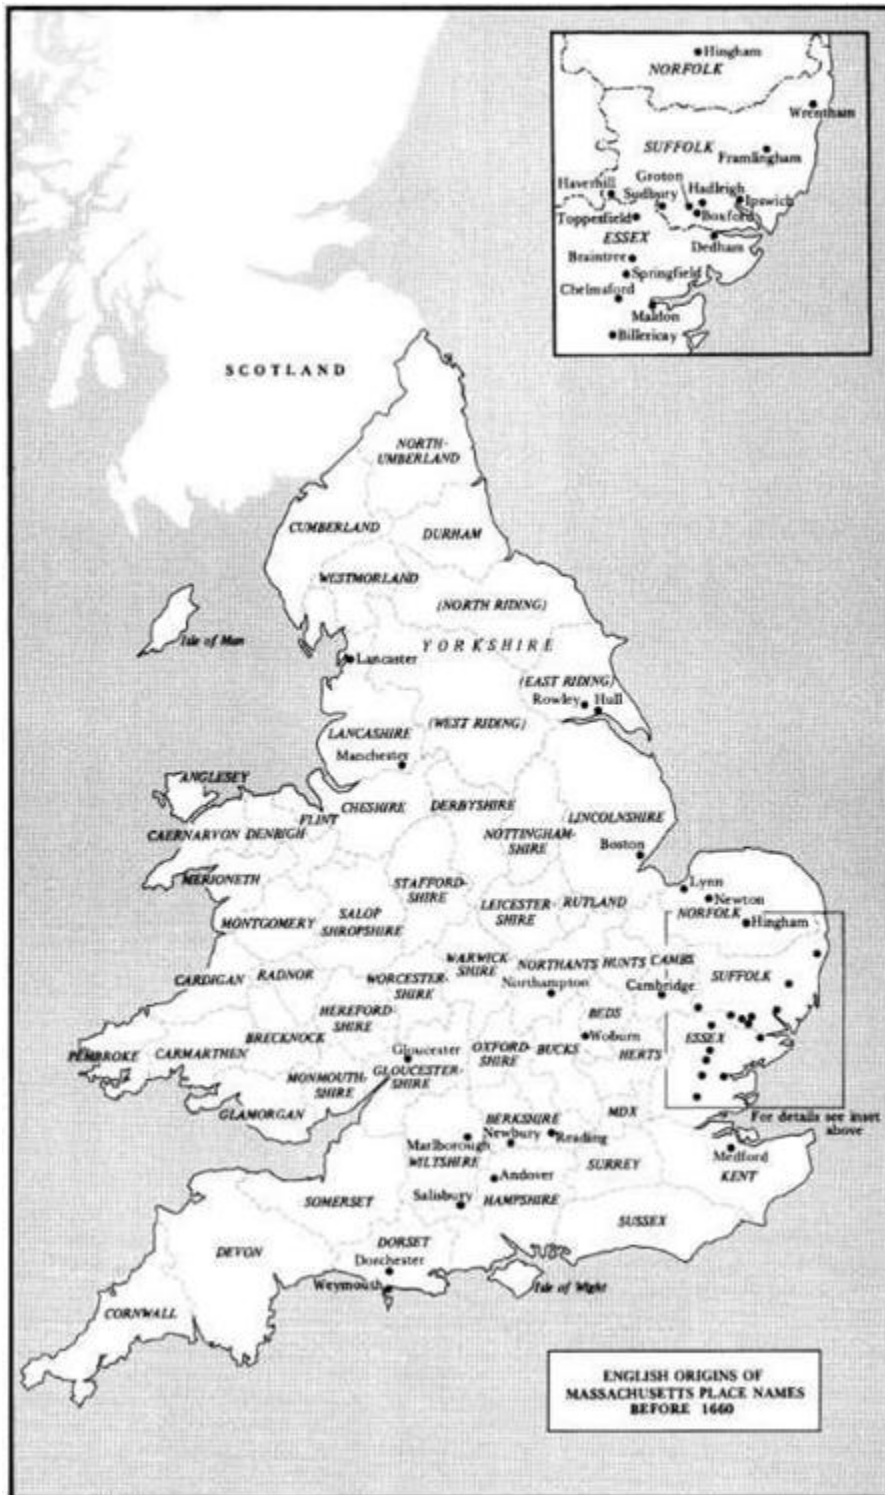 Hingham
NORFOLK
Wrentham
SUFFOLK
Framlingham
Groton
Haverhill
Hadleigh
Sudbury
Ipswich
Toppesfield
Boxford
ESSEX
Dedham
Braintree
Springfield
Chelmsford
Maldon
Billericay
SCOTLAND
NORTH-
UMBERLAND
CUMBERLAND
DURHAM
WESTMORLAND
(NORTH RIDING)
Isle of Man
YORKSHIRE
Lancaster
(EAST RIDING)
Rowley
Hull
(WEST RIDING)
LANCASHIRE
Manchester
ANGLESEY
FLINT
CHESHIRE
DERBYSHIRE
LINCOLNSHIRE
CAERNARVON
DENBIGH
NOTTINGHAM-
SHIRE
Boston
MERIONETH
STAFFORD-
SHIRE
Lynn
Newton
LEICESTER-
SHIRE
RUTLAND
NORFOLK
Hingham
MONTGOMERY
SALOP
SHROPSHIRE
WARWICK
SHIRE
NORTHANTS
HUNTS
CAMBS
SUFFOLK
CARDIGAN
RADNOR
WORCESTER-
SHIRE
Northampton
Cambridge
HEREFORD-
SHIRE
BEDS
BRECKNOCK
Woburn
ESSEX
PEMBROKE
CARMARTHEN
Gloucester
OXFORD-
SHIRE
BUCKS
HERTS
MONMOUTH-
SHIRE
GLOUCESTER-
SHIRE
GLAMORGAN
MDX
For details see inset
above
BERKSHIRE
Marlborough
Newbury
Reading
WILTSHIRE
Medford
KENT
SURREY
Andover
SOMERSET
Salisbury
HAMPSHIRE
SUSSEX
DEVON
DORSET
Dorchester
Weymouth
Isle of Wight
CORNWALL
ENGLISH ORIGINS OF
MASSACHUSETTS PLACE NAMES
BEFORE 1660